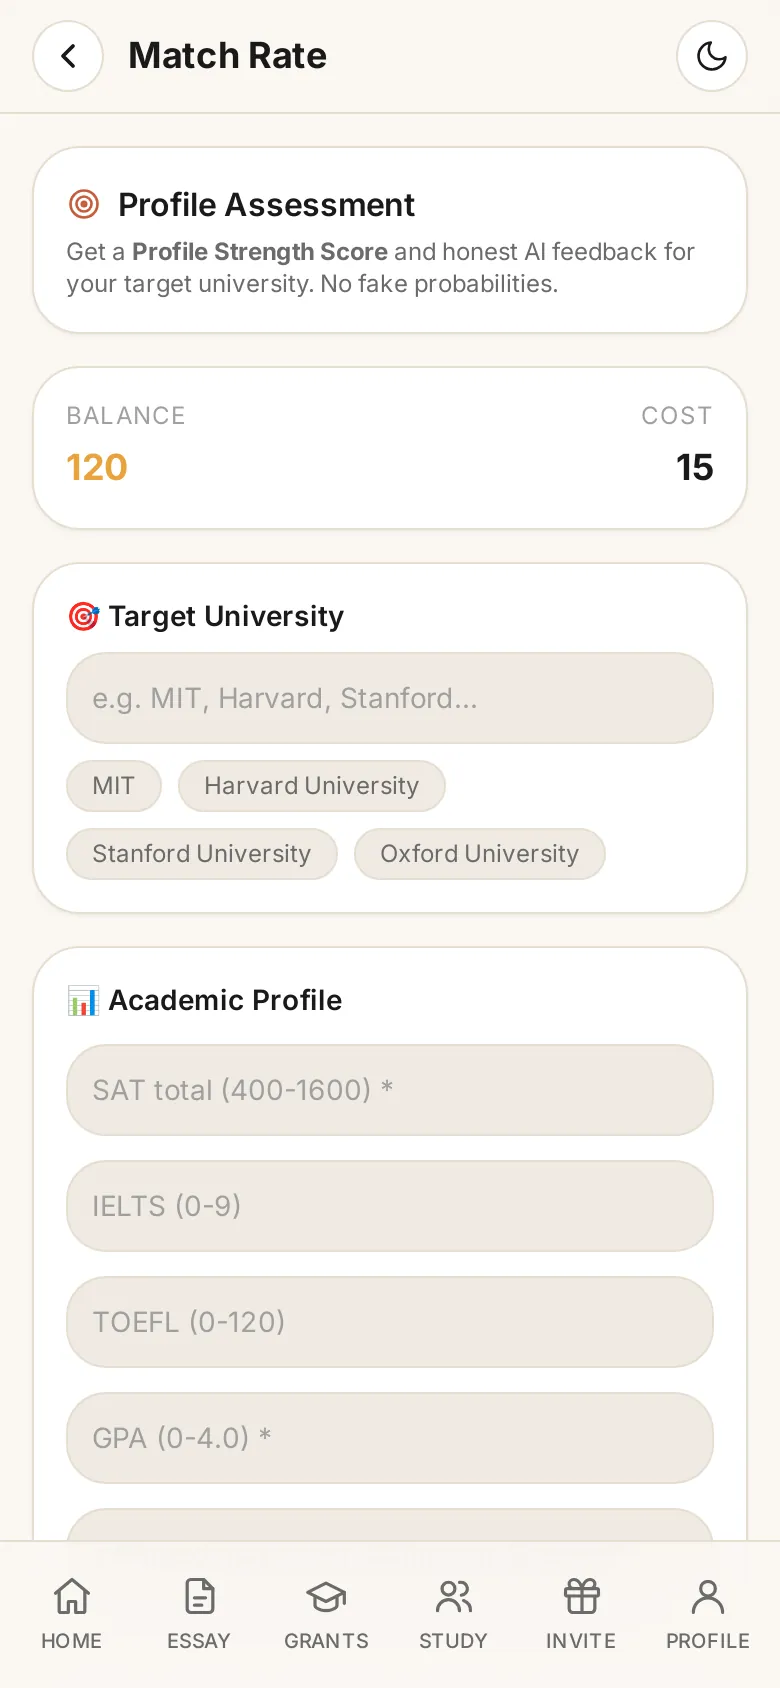 Match Rate
Profile Assessment
Get a Profile Strength Score and honest AI feedback for
your target university. No fake probabilities.
BALANCE COST
120 15
Target University
e.g. MIT, Harvard, Stanford...
MIT Harvard University
Stanford University Oxford University
Academic Profile
SAT total (400-1600) *
IELTS (0-9)
TOEFL (0-120)
GPA (0-4.0) *
HOME ESSAY GRANTS STUDY INVITE PROFILE